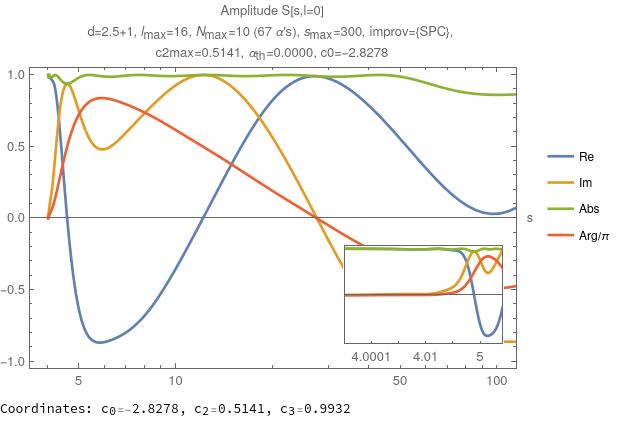 Amplitude S[s,l=0]
d=2.5+1, lmax=16, Nmax=10 (67 α's), smax=300, improv={SPC},
c2max=0.5141, αth=0.0000, c0=-2.8278
1.0
0.5
0.0
-0.5
-1.0
5
10
50
100
s
4.0001
4.01
5
Re
Im
Abs
Arg/π
Coordinates: c0=-2.8278, c2=0.5141, c3=0.9932